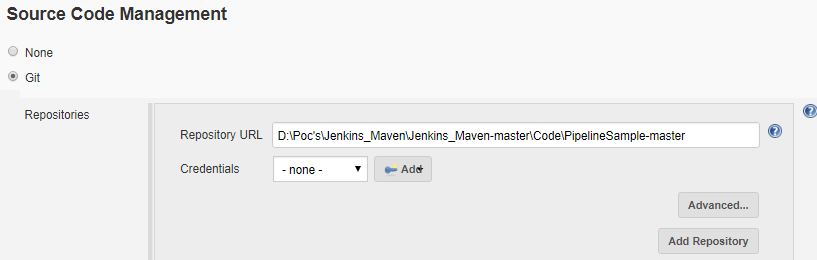 Source Code Management
None
Git
Repositories
Repository URL D:\Poc's\Jenkins_Maven\Jenkins_Maven-master\Code\PipelineSample-master
Credentials - none - Add
Advanced...
Add Repository